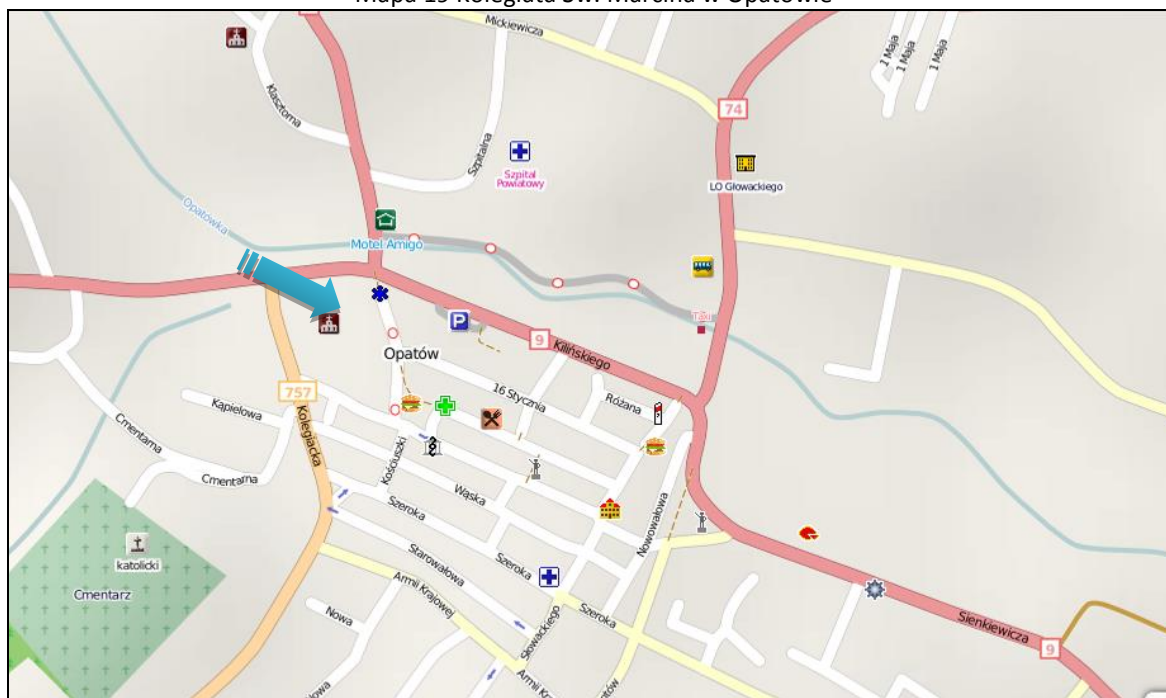 Mapa 15 Kolegiata Św. Marcina w Opatowie
Mickiewicza
1 Maja
1 Maja
1 Maja
Klasztorna
74
Szpitalna
Szpital
Powiatowy
LO Głowackiego
Opatówka
Motel Amigo
Taxi
P
9
Kilińskiego
Opatów
757
16 Stycznia
Różana
Kąpielowa
Kolegiacka
Cmentarna
Cmentarna
Kościuszki
Wąska
Szeroka
Nowowałowa
katolicki
Cmentarz
Starowałowa
Szeroka
Armii Krajowej
Szeroka
Nowa
Słowackiego
Sienkiewicza
9
Armii Kra